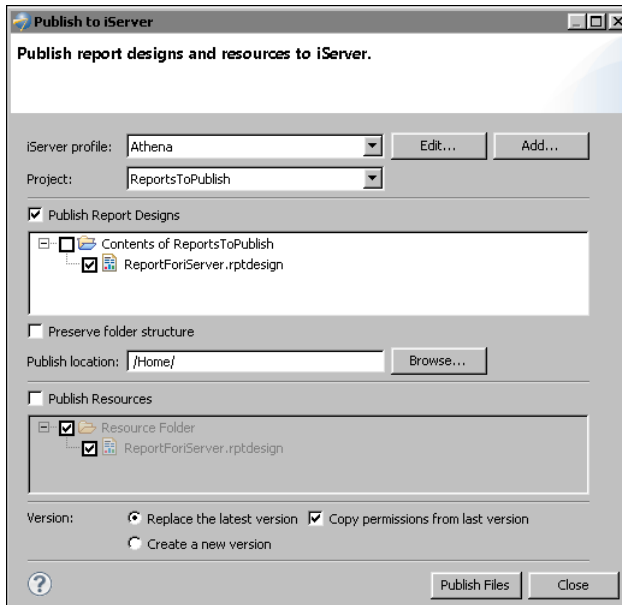 Publish to iServer
Publish report designs and resources to iServer.
iServer profile: Athena Edit... Add...
Project: ReportsToPublish
Publish Report Designs
Contents of ReportsToPublish
ReportForiServer.rptdesign
Preserve folder structure
Publish location: /Home/ Browse...
Publish Resources
Resource Folder
ReportForiServer.rptdesign
Version: Replace the latest version Copy permissions from last version
Create a new version
? Publish Files Close